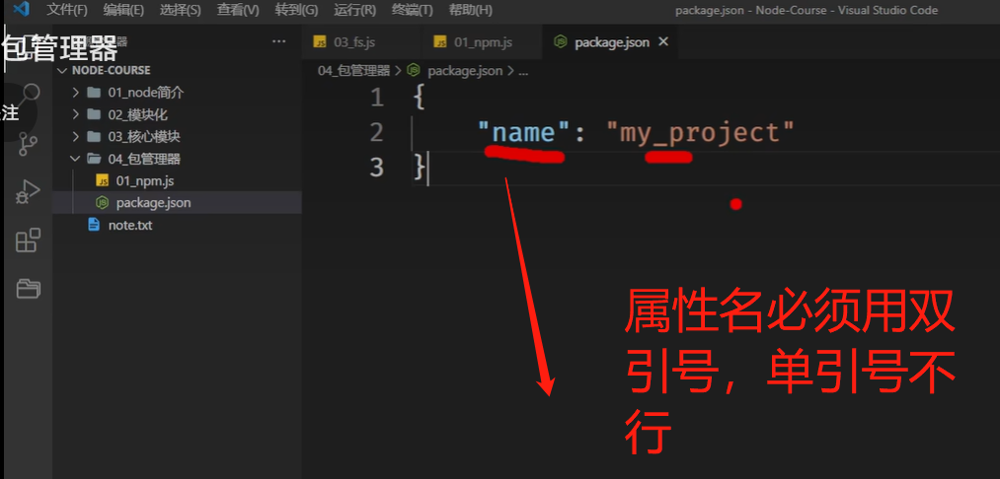 文件(F) 编辑(E) 选择(S) 查看(V) 转到(G) 运行(R) 终端(T) 帮助(H) package.json - Node-Course - Visual Studio Code
包管理器
03_fs.js 01_npm.js package.json
NODE-COURSE
01_node简介
02_模块化
03_核心模块
04_包管理器
01_npm.js
package.json
note.txt
注
04_包管理器 > package.json > ...
1 {
2 "name": "my_project"
3 }
属性名必须用双
引号，单引号不
行